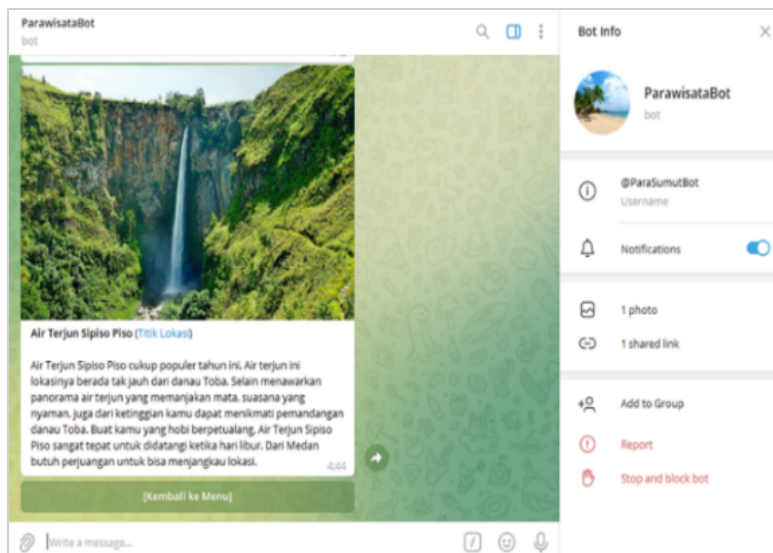 ParawisataBot
bot
Air Terjun Sipiso Piso (Titik Lokasi)
Air Terjun Sipiso Piso cukup populer tahun ini. Air terjun ini
lokasinya berada tak jauh dari danau Toba. Selain menawarkan
panorama air terjun yang memanjakan mata, suasana yang
nyaman, juga dari ketinggian kamu dapat menikmati pemandangan
danau Toba. Buat kamu yang hobi berpetualang, Air Terjun Sipiso
Piso sangat tepat untuk didatangi ketika hari libur. Dari Medan
butuh perjuangan untuk bisa menjangkau lokasi.
4:44
[Kembali ke Menu]
Write a message...
Bot Info
ParawisataBot
bot
@ParaSumutBot
Username
Notifications
1 photo
1 shared link
Add to Group
Report
Stop and block bot